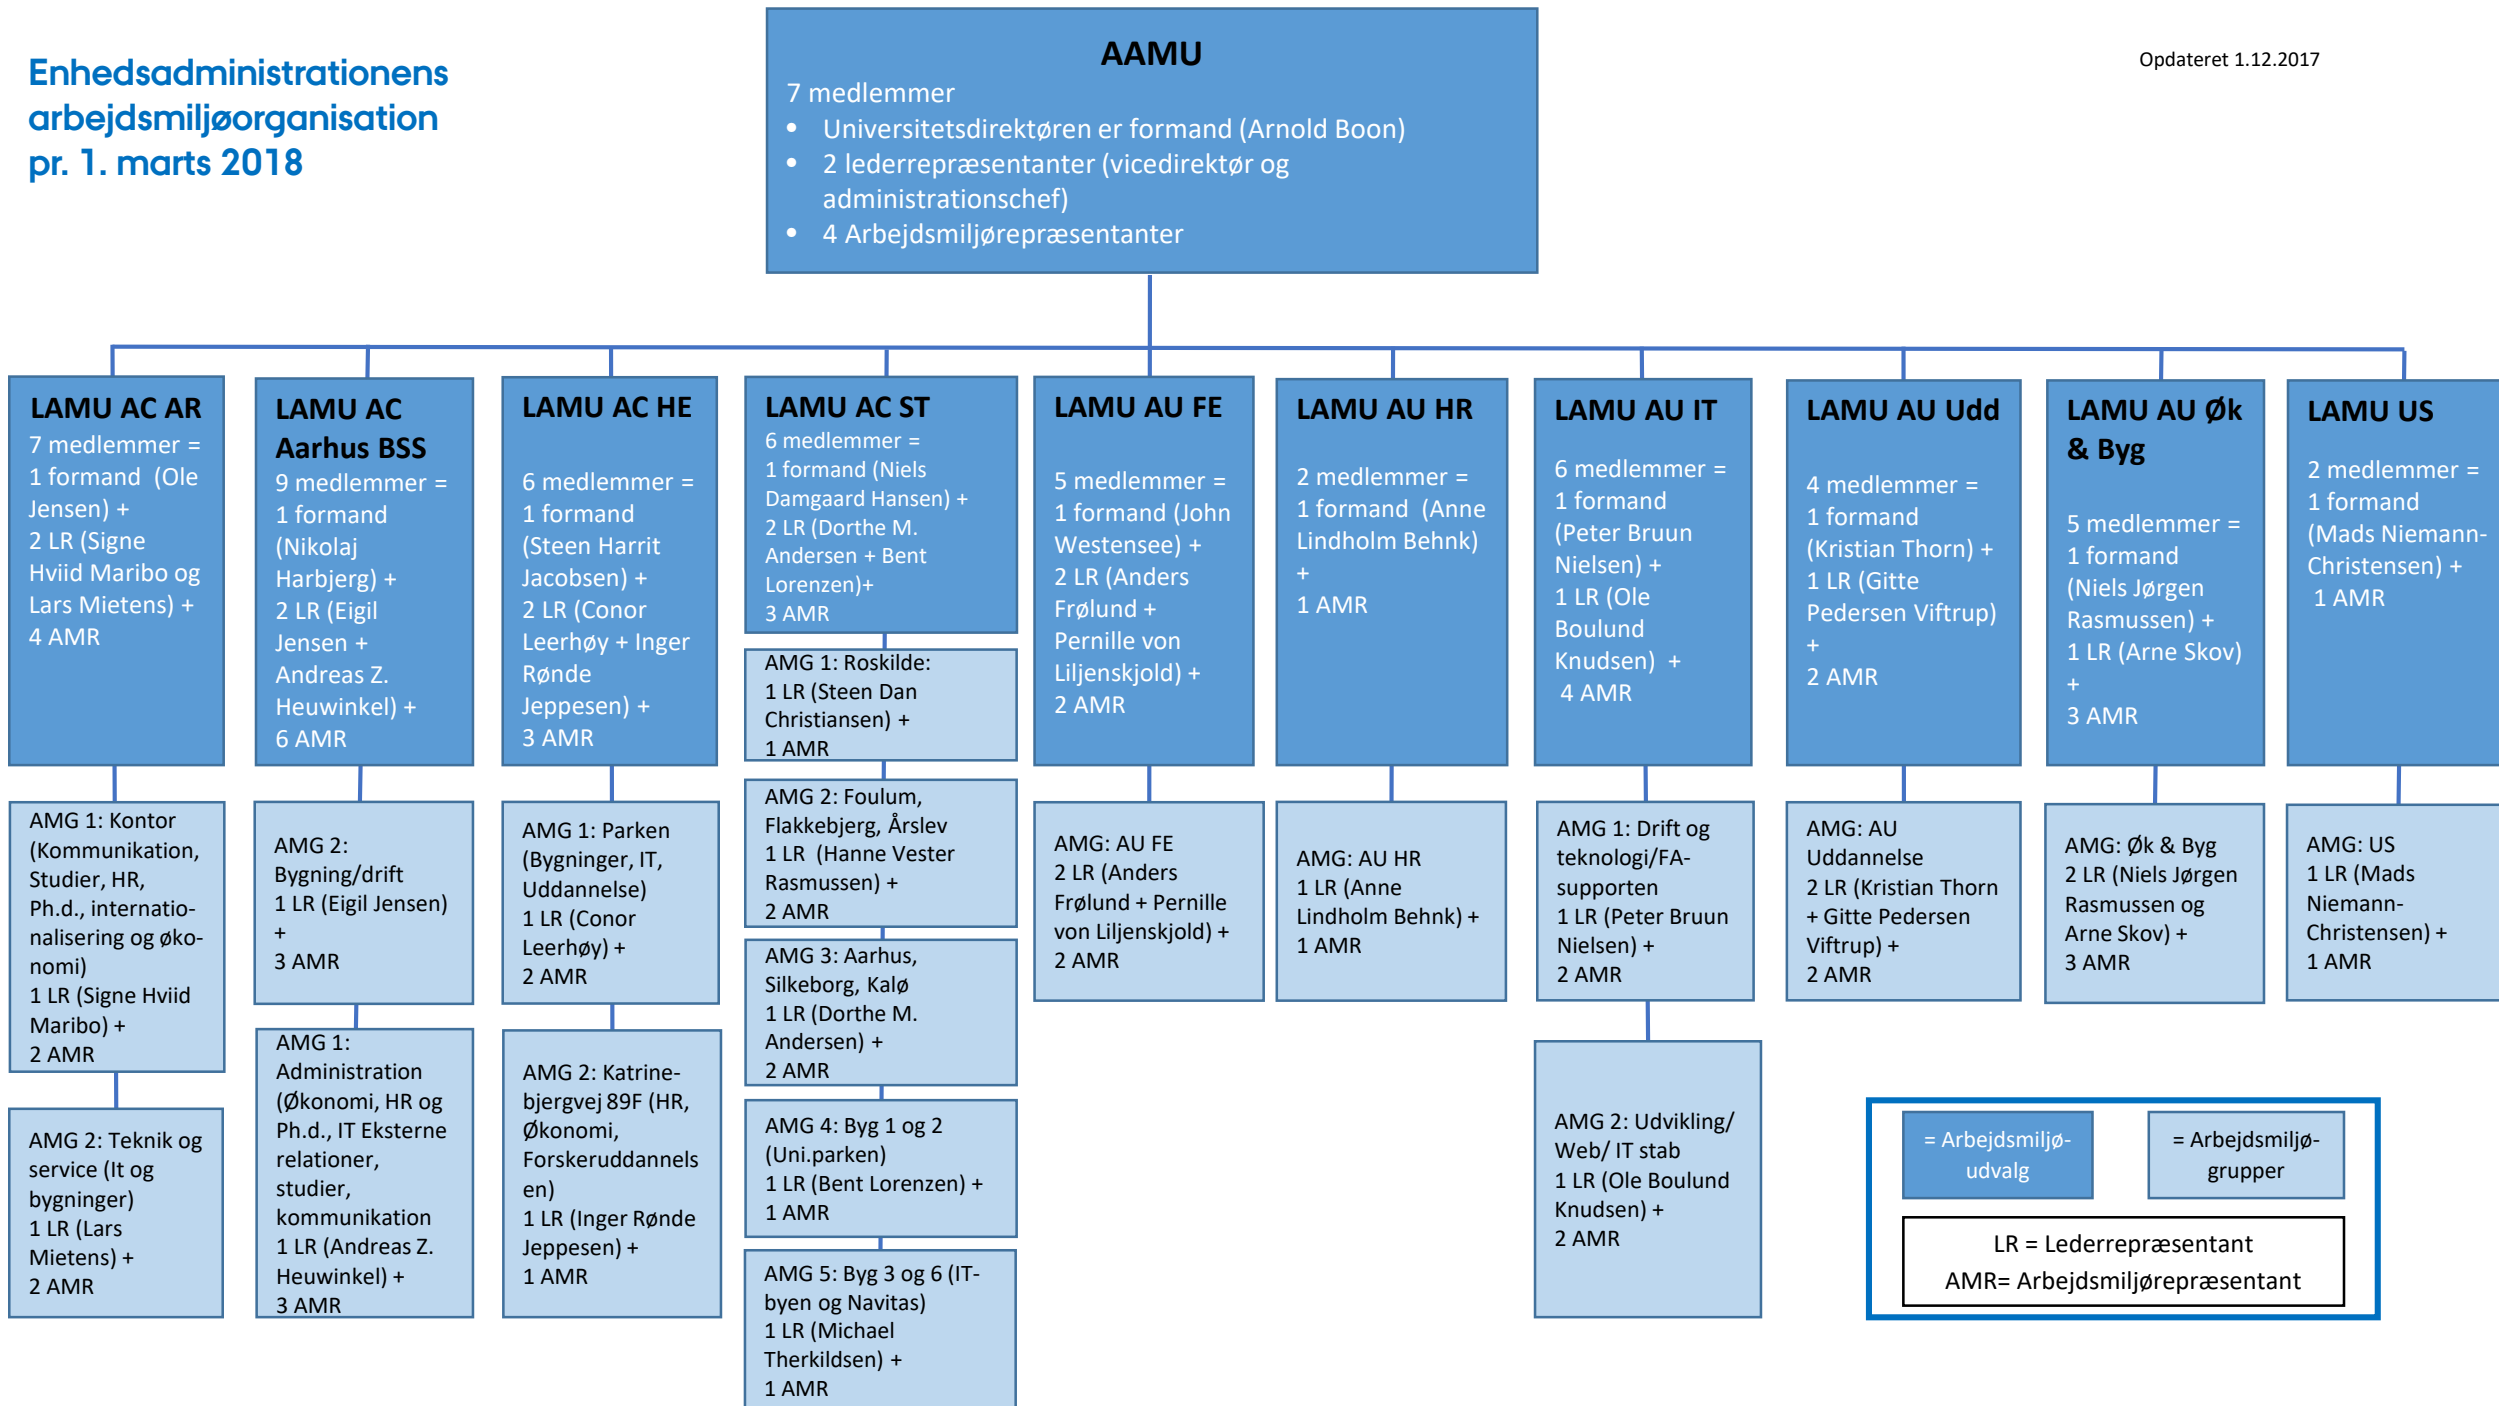 Enhedsadministrationens
arbejdsmiljøorganisation
pr. 1. marts 2018
AAMU
7 medlemmer
• Universitetsdirektøren er formand (Arnold Boon)
• 2 lederrepræsentanter (vicedirektør og
administrationschef)
• 4 Arbejdsmiljørepræsentanter
Opdateret 1.12.2017
LAMU AC AR
7 medlemmer =
1 formand (Ole
Jensen) +
2 LR (Signe
Hviid Maribo og
Lars Mietens) +
4 AMR
AMG 1: Kontor
(Kommunikation,
Studier, HR,
Ph.d., internatio-
nalisering og øko-
nomi)
1 LR (Signe Hviid
Maribo) +
2 AMR
AMG 2: Teknik og
service (It og
bygninger)
1 LR (Lars
Mietens) +
2 AMR
LAMU AC
Aarhus BSS
9 medlemmer =
1 formand
(Nikolaj
Harbjerg) +
2 LR (Eigil
Jensen +
Andreas Z.
Heuwinkel) +
6 AMR
AMG 2:
Bygning/drift
1 LR (Eigil Jensen)
+
3 AMR
AMG 1:
Administration
(Økonomi, HR og
Ph.d., IT Eksterne
relationer,
studier,
kommunikation
1 LR (Andreas Z.
Heuwinkel) +
3 AMR
LAMU AC HE
6 medlemmer =
1 formand
(Steen Harrit
Jacobsen) +
2 LR (Conor
Leerhøy + Inger
Rønde
Jeppesen) +
3 AMR
AMG 1: Parken
(Bygninger, IT,
Uddannelse)
1 LR (Conor
Leerhøy) +
2 AMR
AMG 2: Katrine-
bjergvej 89F (HR,
Økonomi,
Forskeruddannels
en)
1 LR (Inger Rønde
Jeppesen) +
1 AMR
LAMU AC ST
6 medlemmer =
1 formand (Niels
Damgaard Hansen) +
2 LR (Dorthe M.
Andersen + Bent
Lorenzen)+
3 AMR
AMG 1: Roskilde:
1 LR (Steen Dan
Christiansen) +
1 AMR
AMG 2: Foulum,
Flakkebjerg, Årslev
1 LR (Hanne Vester
Rasmussen) +
2 AMR
AMG 3: Aarhus,
Silkeborg, Kalø
1 LR (Dorthe M.
Andersen) +
2 AMR
AMG 4: Byg 1 og 2
(Uni.parken)
1 LR (Bent Lorenzen) +
1 AMR
AMG 5: Byg 3 og 6 (IT-
byen og Navitas)
1 LR (Michael
Therkildsen) +
1 AMR
LAMU AU FE
5 medlemmer =
1 formand (John
Westensee) +
2 LR (Anders
Frølund +
Pernille von
Liljenskjold) +
2 AMR
AMG: AU FE
2 LR (Anders
Frølund + Pernille
von Liljenskjold) +
2 AMR
LAMU AU HR
2 medlemmer =
1 formand (Anne
Lindholm Behnk)
+
1 AMR
AMG: AU HR
1 LR (Anne
Lindholm Behnk) +
1 AMR
LAMU AU IT
6 medlemmer =
1 formand
(Peter Bruun
Nielsen) +
1 LR (Ole
Boulund
Knudsen) +
4 AMR
AMG 1: Drift og
teknologi/FA-
supporten
1 LR (Peter Bruun
Nielsen) +
2 AMR
AMG 2: Udvikling/
Web/ IT stab
1 LR (Ole Boulund
Knudsen) +
2 AMR
LAMU AU Udd
4 medlemmer =
1 formand
(Kristian Thorn) +
1 LR (Gitte
Pedersen Viftrup)
+
2 AMR
AMG: AU
Uddannelse
2 LR (Kristian Thorn
+ Gitte Pedersen
Viftrup) +
2 AMR
LAMU AU Øk
& Byg
5 medlemmer =
1 formand
(Niels Jørgen
Rasmussen) +
1 LR (Arne Skov)
+
3 AMR
AMG: Øk & Byg
2 LR (Niels Jørgen
Rasmussen og
Arne Skov) +
3 AMR
LAMU US
2 medlemmer =
1 formand
(Mads Niemann-
Christensen) +
1 AMR
AMG: US
1 LR (Mads
Niemann-
Christensen) +
1 AMR
= Arbejdsmiljø-
udvalg
= Arbejdsmiljø-
grupper
LR = Lederrepræsentant
AMR= Arbejdsmiljørepræsentant